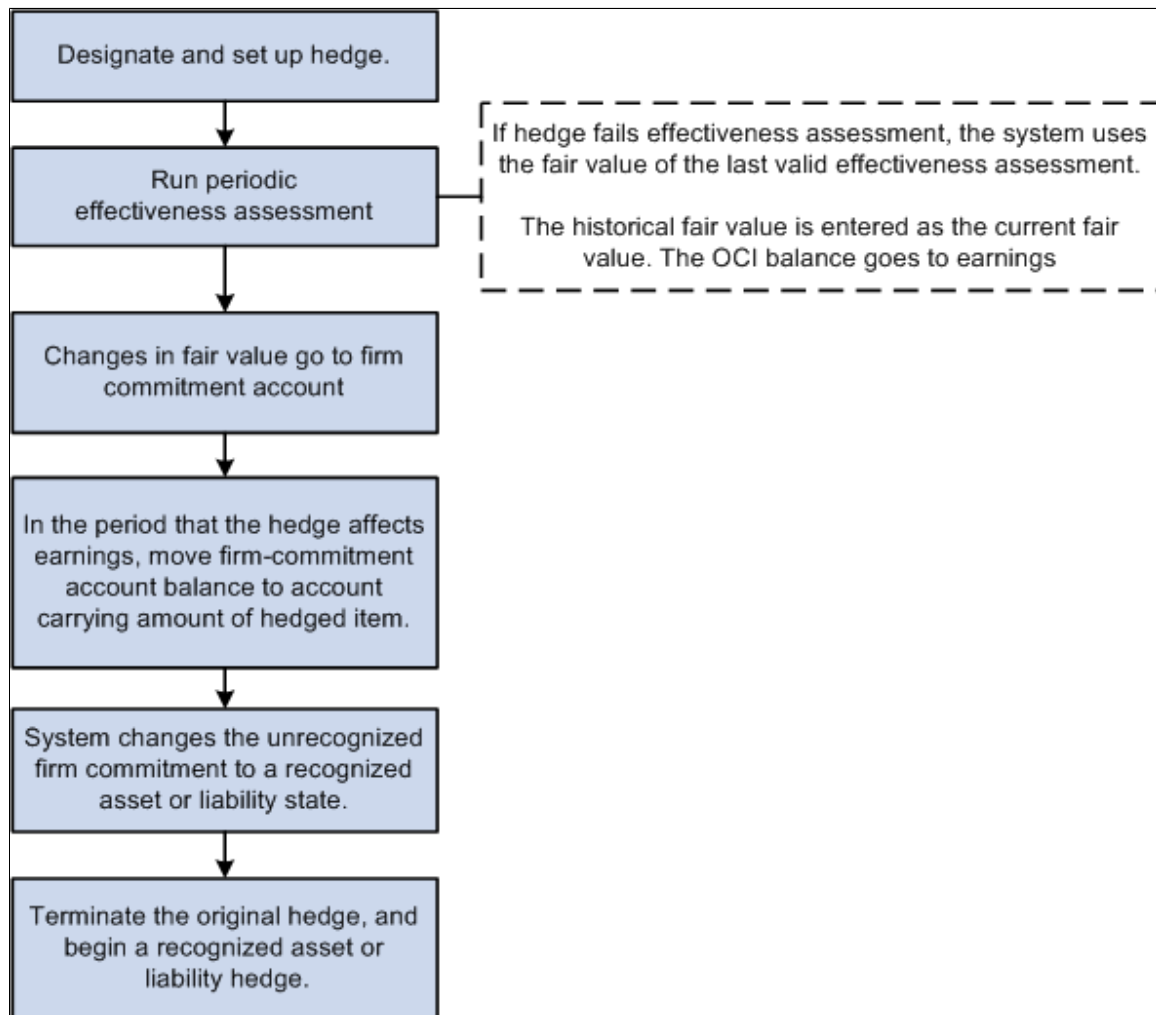 Designate and set up hedge.
Run periodic
effectiveness assessment
If hedge fails effectiveness assessment, the system uses
the fair value of the last valid effectiveness assessment.
The historical fair value is entered as the current fair
value. The OCI balance goes to earnings
Changes in fair value go to firm
commitment account
In the period that the hedge affects
earnings, move firm-commitment
account balance to account
carrying amount of hedged item.
System changes the unrecognized
firm commitment to a recognized
asset or liability state.
Terminate the original hedge, and
begin a recognized asset or
liability hedge.